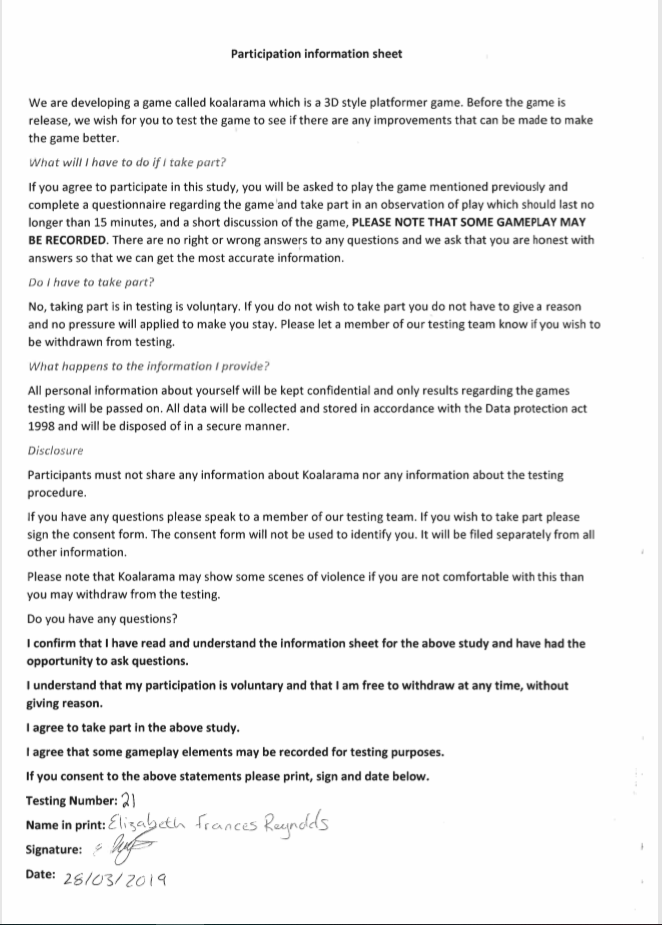 Participation information sheet
We are developing a game called koalarama which is a 3D style platformer game. Before the game is
release, we wish for you to test the game to see if there are any improvements that can be made to make
the game better.
What will I have to do if i take part?
If you agree to participate in this study, you will be asked to play the game mentioned previously and
complete a questionnaire regarding the game and take part in an observation of play which should last no
longer than 15 minutes, and a short discussion of the game, PLEASE NOTE THAT SOME GAMEPLAY MAY
BE RECORDED. There are no right or wrong answers to any questions and we ask that you are honest with
answers so that we can get the most accurate information.
Do I have to take part?
No, taking part is in testing is voluntary. If you do not wish to take part you do not have to give a reason
and no pressure will applied to make you stay. Please let a member of our testing team know if you wish to
be withdrawn from testing.
What happens to the information I provide?
All personal information about yourself will be kept confidential and only results regarding the games
testing will be passed on. All data will be collected and stored in accordance with the Data protection act
1998 and will be disposed of in a secure manner.
Disclosure
Participants must not share any information about Koalarama nor any information about the testing
procedure.
If you have any questions please speak to a member of our testing team. If you wish to take part please
sign the consent form. The consent form will not be used to identify you. It will be filed separately from all
other information.
Please note that Koalarama may show some scenes of violence if you are not comfortable with this than
you may withdraw from the testing.
Do you have any questions?
I confirm that I have read and understand the information sheet for the above study and have had the
opportunity to ask questions.
I understand that my participation is voluntary and that I am free to withdraw at any time, without
giving reason.
I agree to take part in the above study.
I agree that some gameplay elements may be recorded for testing purposes.
If you consent to the above statements please print, sign and date below.
Testing Number: 21
Name in print: Elizabeth Frances Reynolds
Signature:
Date: 28/03/2019